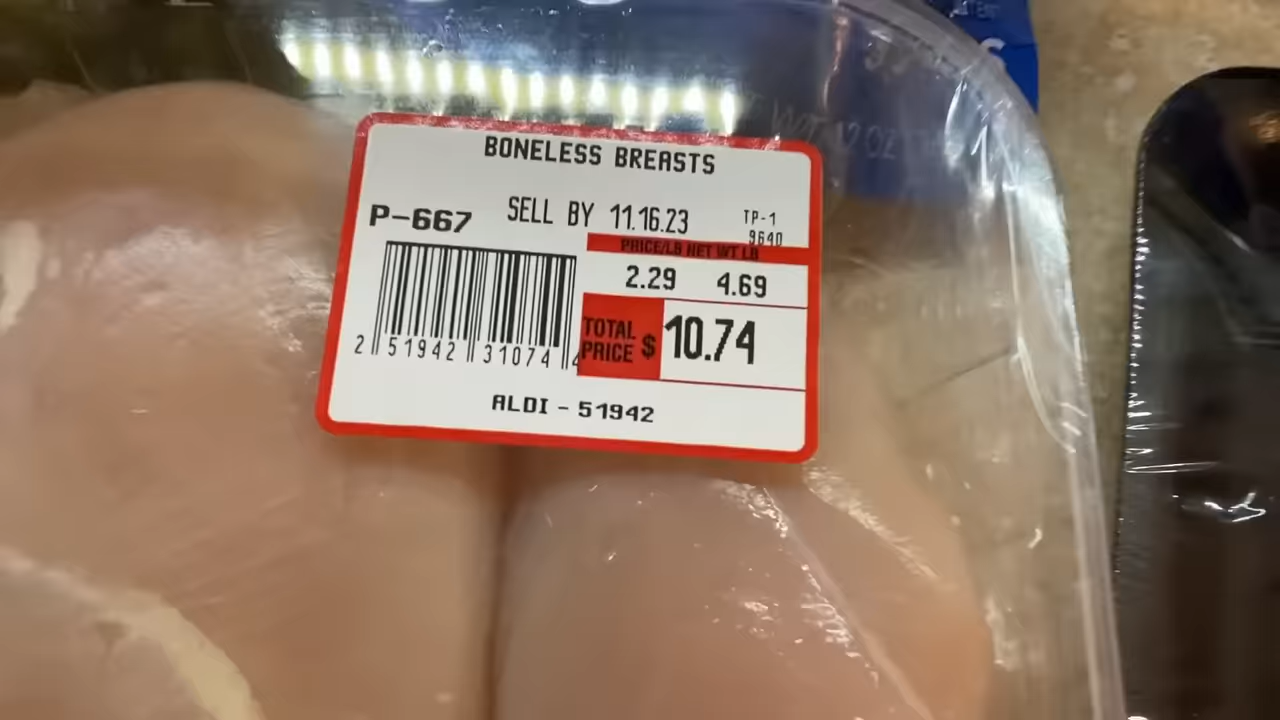 BONELESS BREASTS
SELL BY 11.16.23
TP-1
P-667
9640
PRICE/LB NET WT LB
2.29 4.69
TOTAL PRICE $ 10.74
2 51942 31074 4
ALDI - 51942